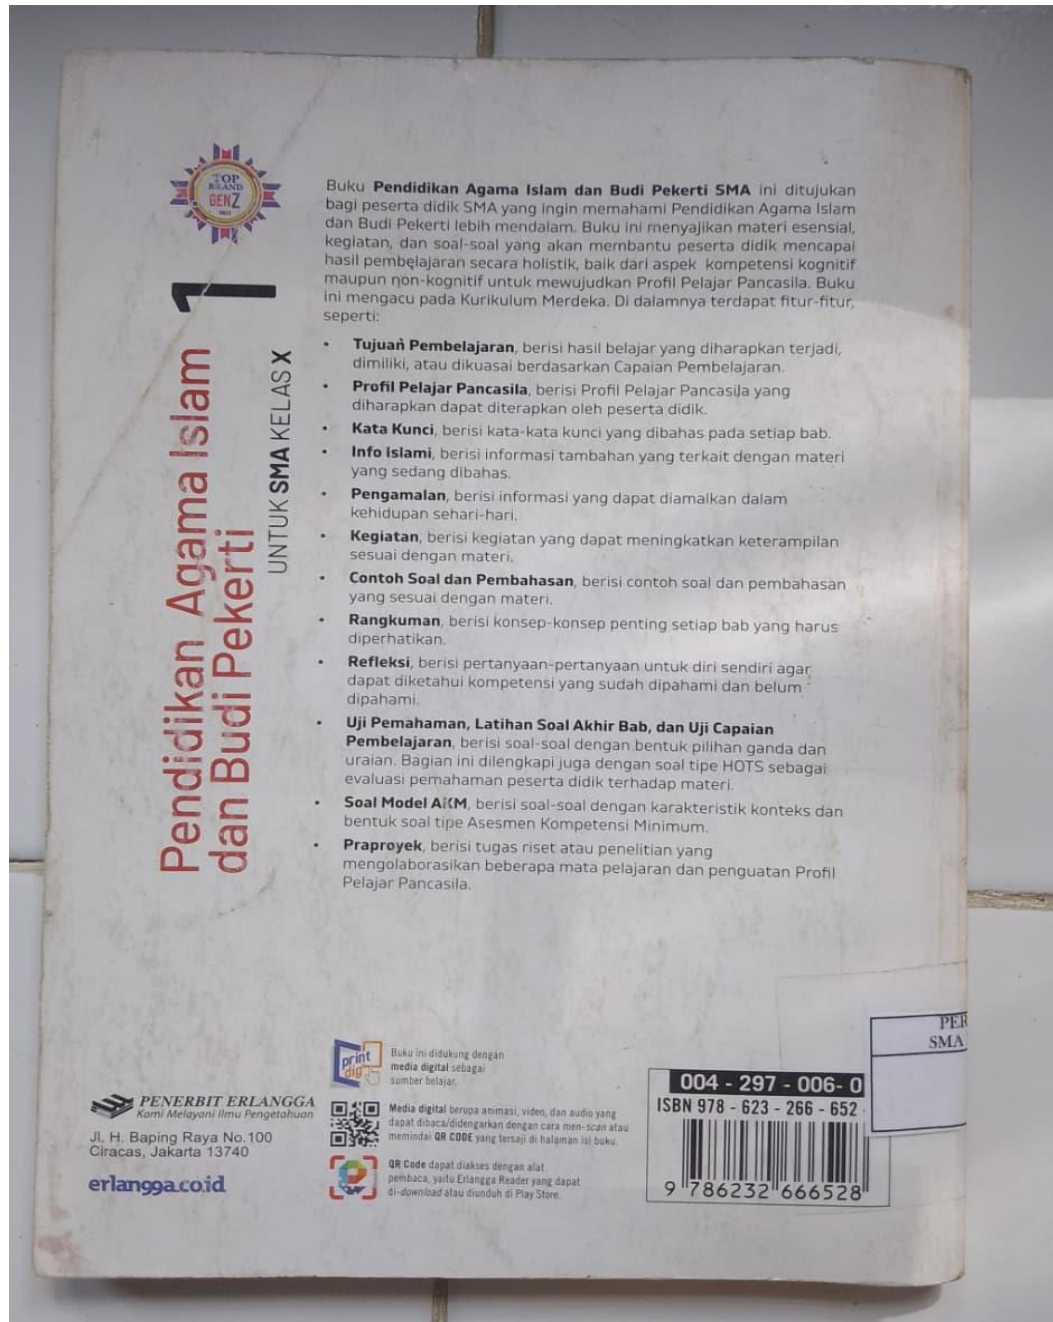 TOP
BRAND
GENZ
Pendidikan Agama Islam 1
dan Budi Pekerti
UNTUK SMA KELAS X
Buku Pendidikan Agama Islam dan Budi Pekerti SMA ini ditujukan
bagi peserta didik SMA yang ingin memahami Pendidikan Agama Islam
dan Budi Pekerti lebih mendalam. Buku ini menyajikan materi esensial,
kegiatan, dan soal-soal yang akan membantu peserta didik mencapai
hasil pembelajaran secara holistik, baik dari aspek kompetensi kognitif
maupun non-kognitif untuk mewujudkan Profil Pelajar Pancasila. Buku
ini mengacu pada Kurikulum Merdeka. Di dalamnya terdapat fitur-fitur,
seperti:
• Tujuan Pembelajaran, berisi hasil belajar yang diharapkan terjadi,
dimiliki, atau dikuasai berdasarkan Capaian Pembelajaran.
• Profil Pelajar Pancasila, berisi Profil Pelajar Pancasila yang
diharapkan dapat diterapkan oleh peserta didik.
• Kata Kunci, berisi kata-kata kunci yang dibahas pada setiap bab.
• Info Islami, berisi informasi tambahan yang terkait dengan materi
yang sedang dibahas.
• Pengamalan, berisi informasi yang dapat diamalkan dalam
kehidupan sehari-hari.
• Kegiatan, berisi kegiatan yang dapat meningkatkan keterampilan
sesuai dengan materi.
• Contoh Soal dan Pembahasan, berisi contoh soal dan pembahasan
yang sesuai dengan materi.
• Rangkuman, berisi konsep-konsep penting setiap bab yang harus
diperhatikan.
• Refleksi, berisi pertanyaan-pertanyaan untuk diri sendiri agar
dapat diketahui kompetensi yang sudah dipahami dan belum
dipahami.
• Uji Pemahaman, Latihan Soal Akhir Bab, dan Uji Capaian
Pembelajaran, berisi soal-soal dengan bentuk pilihan ganda dan
uraian. Bagian ini dilengkapi juga dengan soal tipe HOTS sebagai
evaluasi pemahaman peserta didik terhadap materi.
• Soal Model AKM, berisi soal-soal dengan karakteristik konteks dan
bentuk soal tipe Asesmen Kompetensi Minimum.
• Praproyek, berisi tugas riset atau penelitian yang
mengolaborasikan beberapa mata pelajaran dan penguatan Profil
Pelajar Pancasila.
PENERBIT ERLANGGA
Kami Melayani Ilmu Pengetahuan
Jl. H. Baping Raya No.100
Ciracas, Jakarta 13740
erlangga.co.id
print
dig
Buku ini didukung dengan
media digital sebagai
sumber belajar.
Media digital berupa animasi, video, dan audio yang
dapat dibaca/didengarkan dengan cara men-scan atau
memindai QR CODE yang tersaji di halaman isi buku.
QR Code dapat diakses dengan alat
pembaca, yaitu Erlangga Reader yang dapat
di-download atau diunduh di Play Store.
PER
SMA
004 - 297 - 006- 0
ISBN 978 - 623 - 266 - 652 -
9 786232 666528